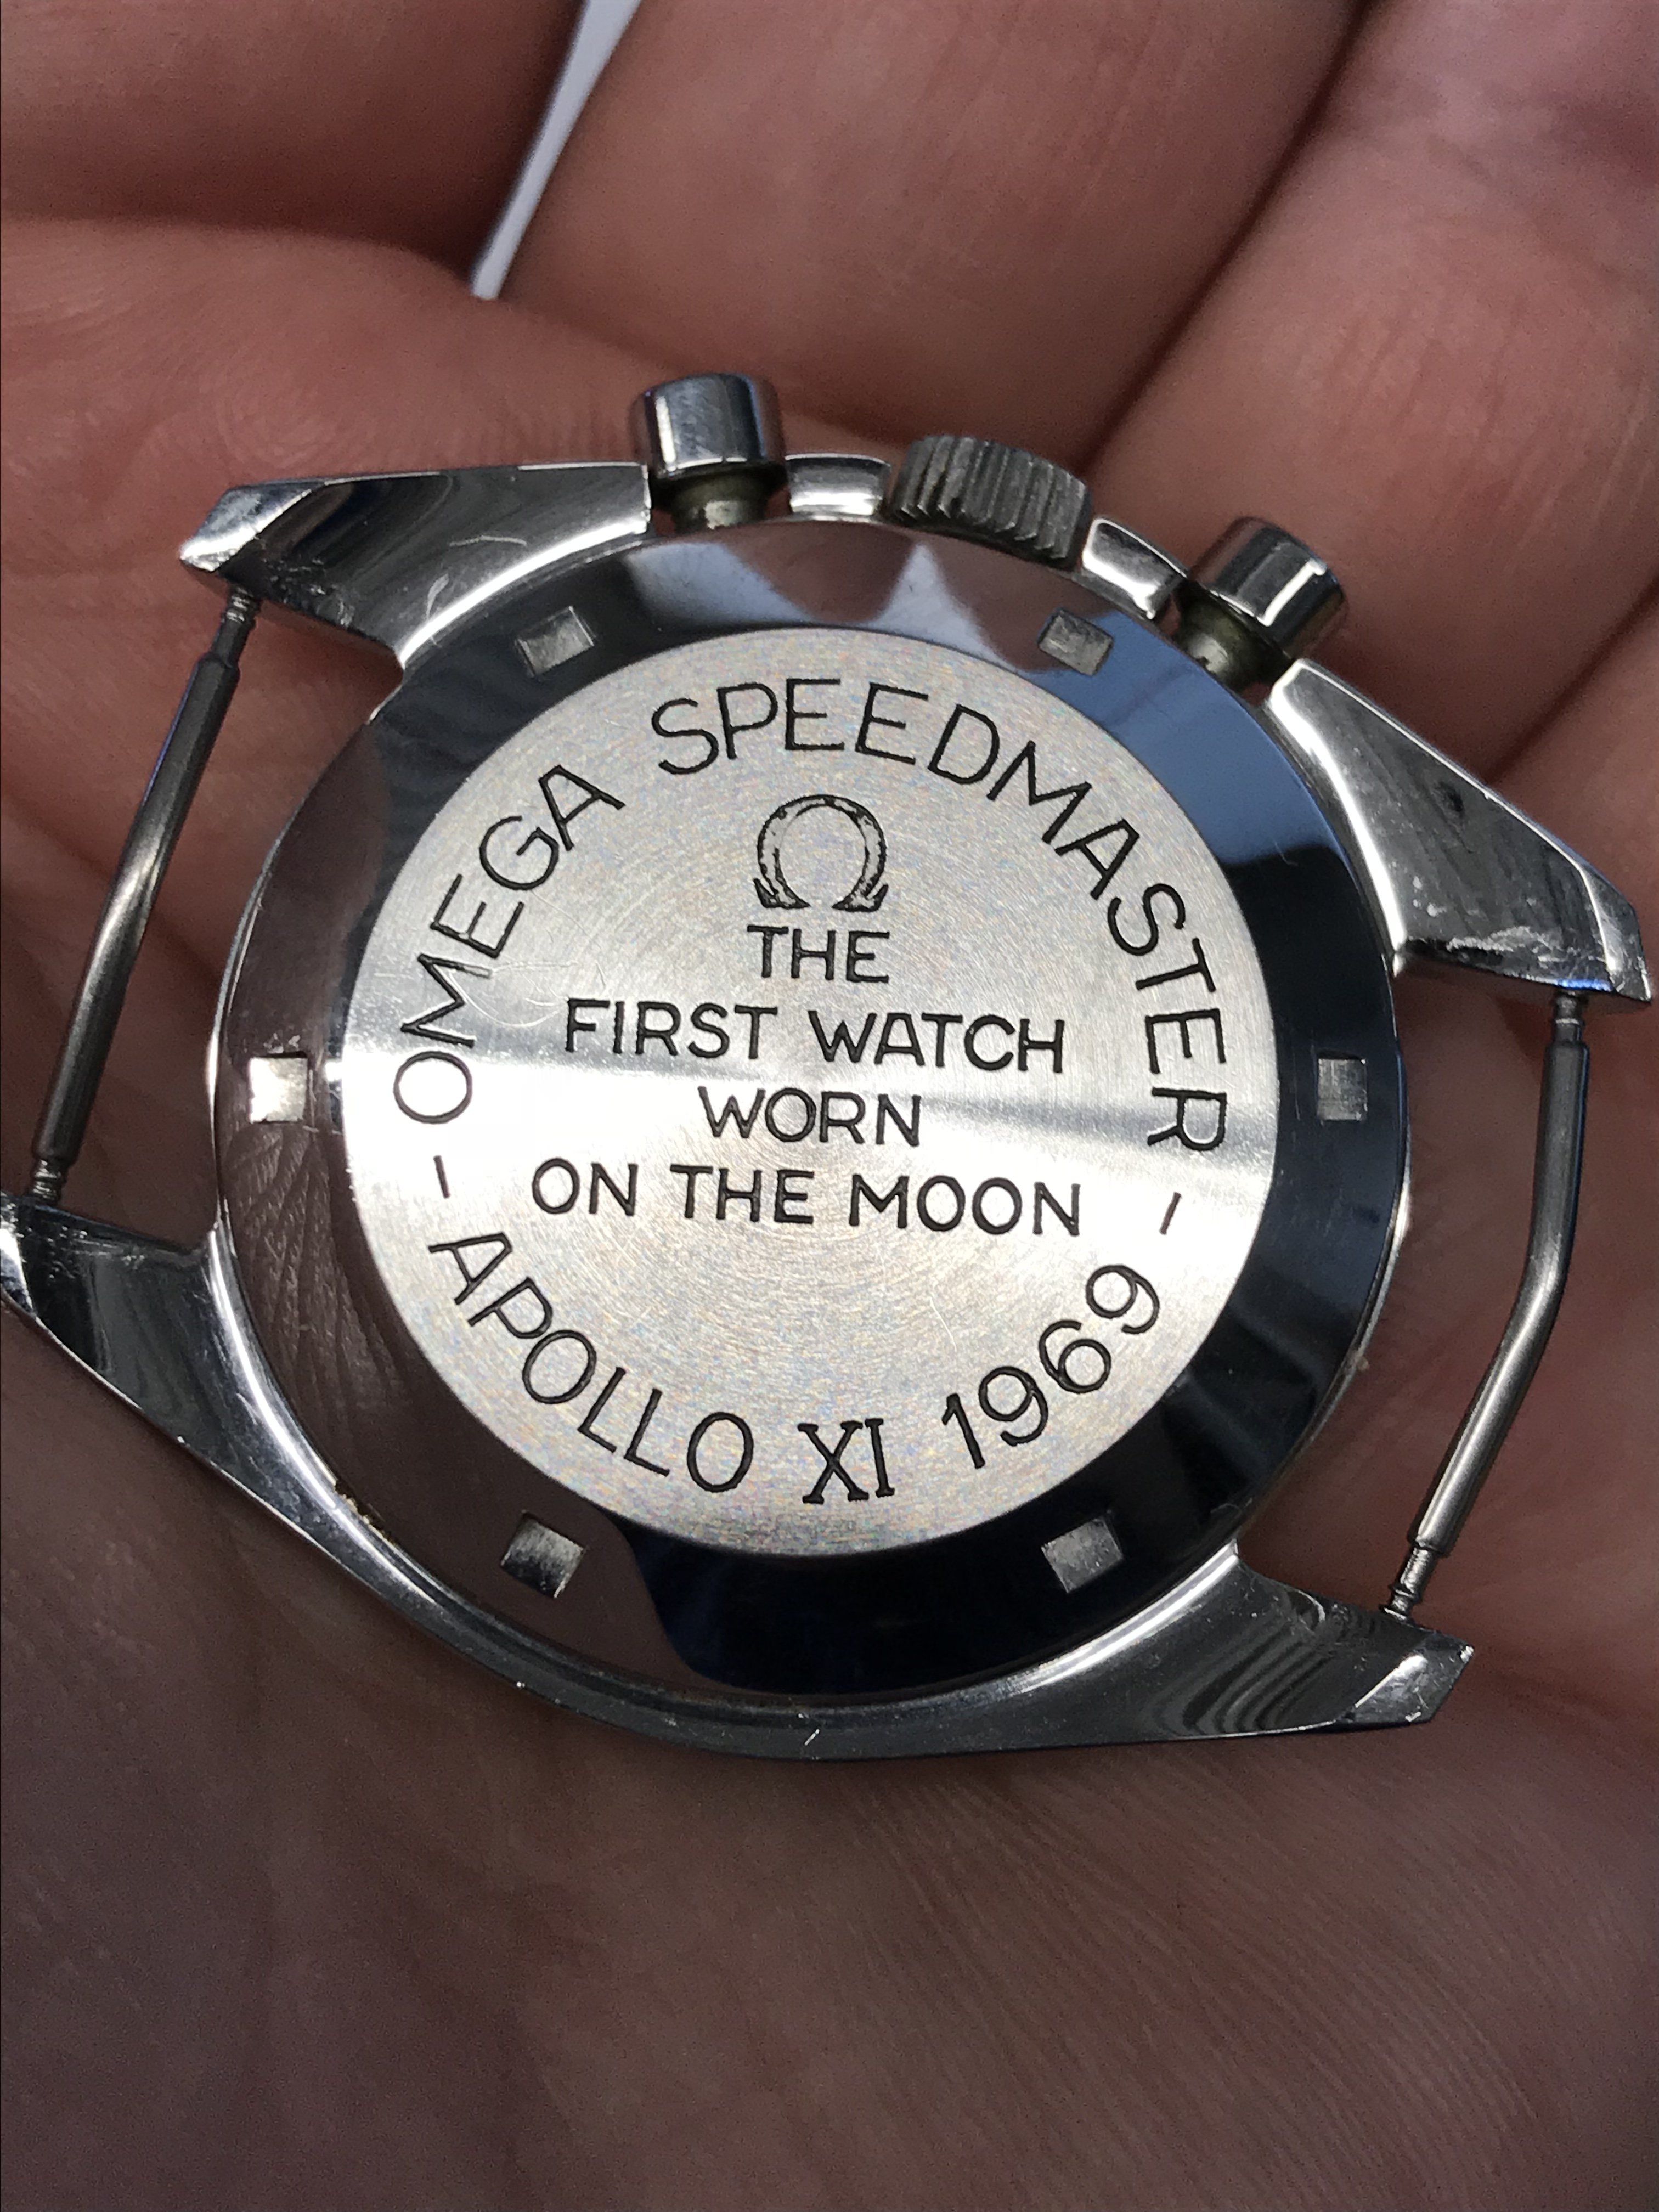 OMEGA SPEEDMASTER
Ω
THE
FIRST WATCH
WORN
ON THE MOON
- APOLLO XI 1969 -